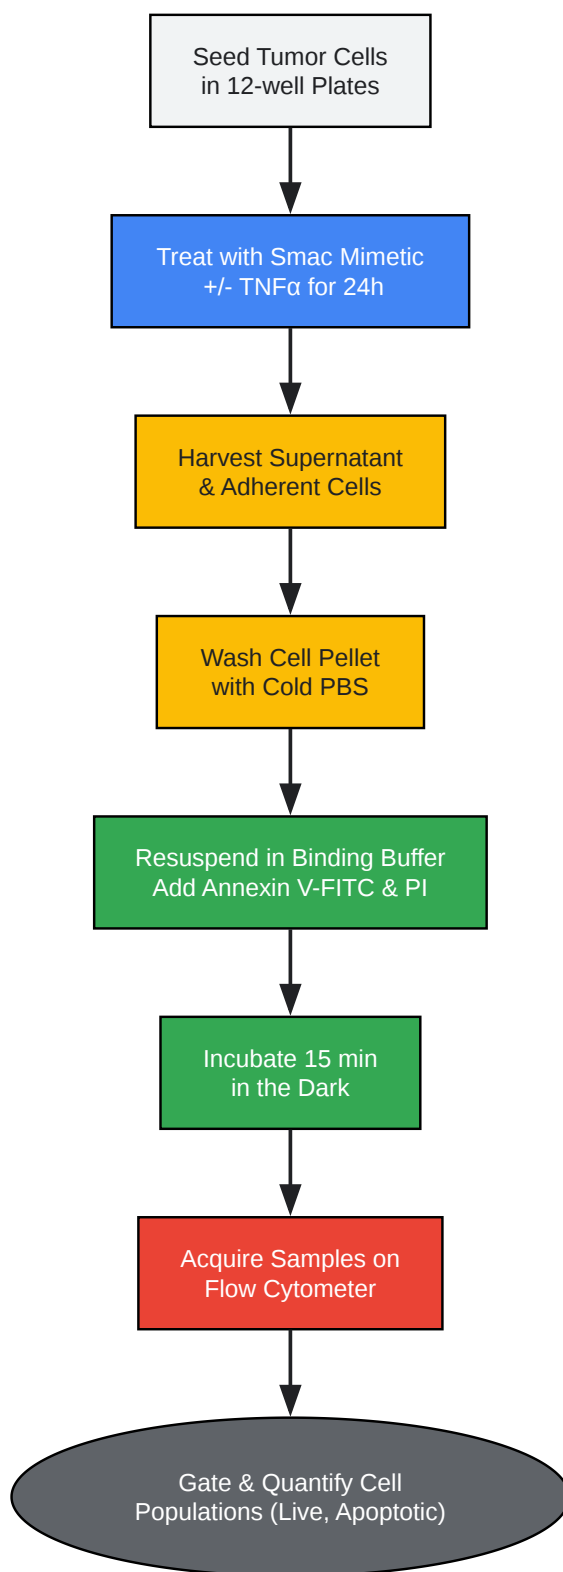 Seed Tumor Cells
in 12-well Plates
Treat with Smac Mimetic
+/- TNFα for 24h
Harvest Supernatant
& Adherent Cells
Wash Cell Pellet
with Cold PBS
Resuspend in Binding Buffer
Add Annexin V-FITC & PI
Incubate 15 min
in the Dark
Acquire Samples on
Flow Cytometer
Gate & Quantify Cell
Populations (Live, Apoptotic)